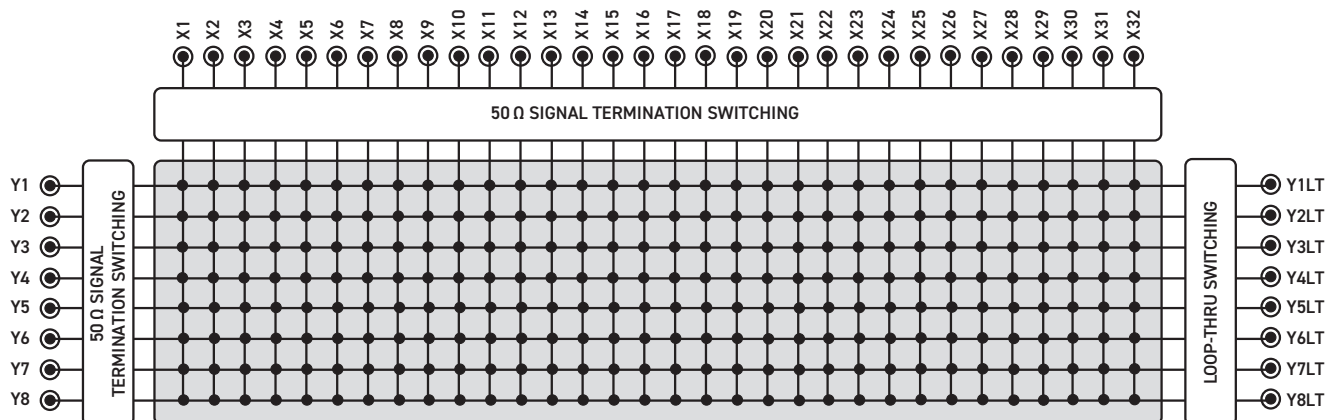 X1 X2 X3 X4 X5 X6 X7 X8 X9 X10 X11 X12 X13 X14 X15 X16 X17 X18 X19 X20 X21 X22 X23 X24 X25 X26 X27 X28 X29 X30 X31 X32
50 Ω SIGNAL TERMINATION SWITCHING
50 Ω SIGNAL
TERMINATION SWITCHING
Y1
Y2
Y3
Y4
Y5
Y6
Y7
Y8
LOOP-THRU SWITCHING
Y1LT
Y2LT
Y3LT
Y4LT
Y5LT
Y6LT
Y7LT
Y8LT